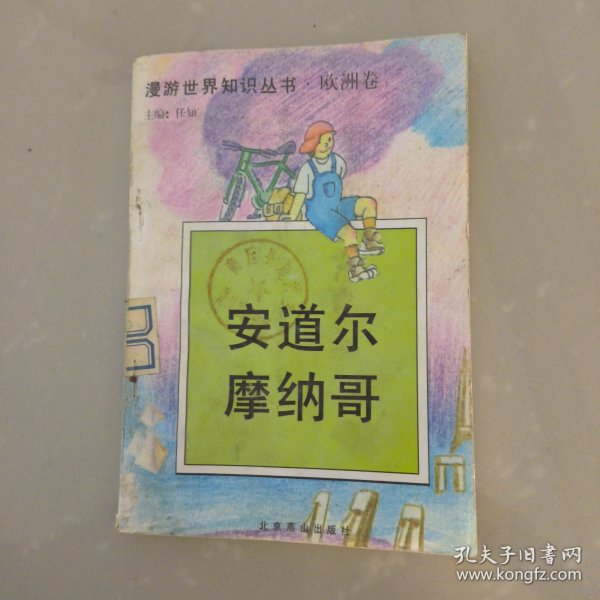 漫游世界知识丛书·欧洲卷
主编：任知
安道尔
摩纳哥
北京燕山出版社
孔夫子旧书网
www.kongfz.com